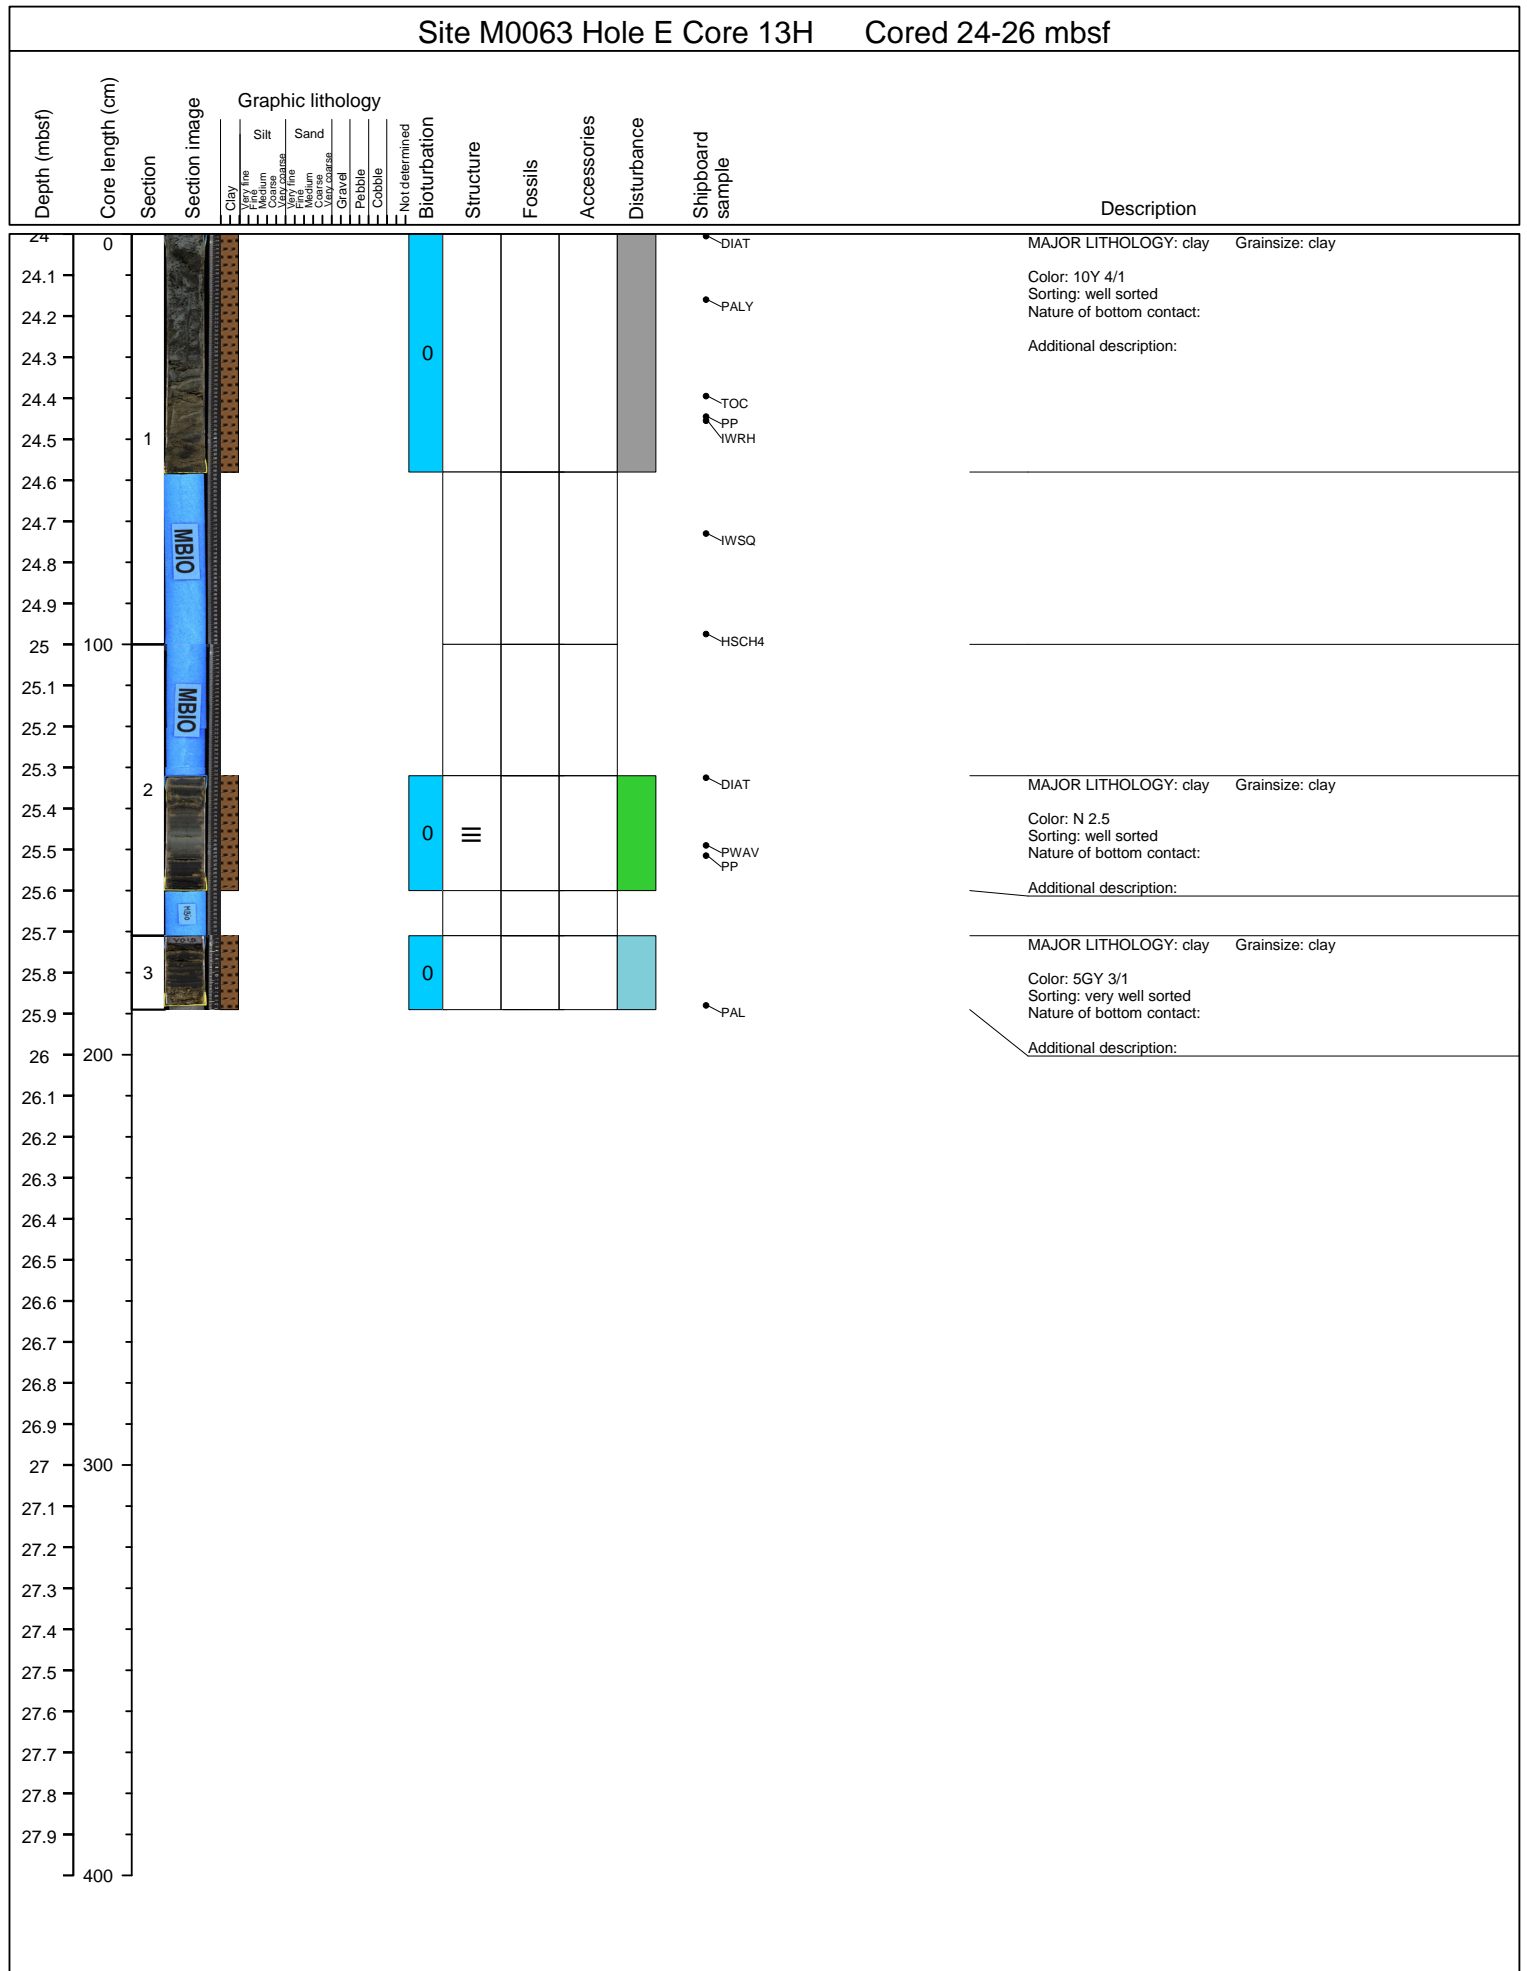 Site M0063 Hole E Core 13H Cored 24-26 mbsf
Depth (mbsf)
Core length (cm)
Section
Section image
Graphic lithology
Clay
Silt
Very fine
Fine
Medium
Coarse
Very coarse
Sand
Very fine
Fine
Medium
Coarse
Very coarse
Gravel
Pebble
Cobble
Not determined
Bioturbation
Structure
Fossils
Accessories
Disturbance
Shipboard
sample
Description
24
24.1
24.2
24.3
24.4
24.5
24.6
24.7
24.8
24.9
25
25.1
25.2
25.3
25.4
25.5
25.6
25.7
25.8
25.9
26
26.1
26.2
26.3
26.4
26.5
26.6
26.7
26.8
26.9
27
27.1
27.2
27.3
27.4
27.5
27.6
27.7
27.8
27.9
0
100
200
300
400
1
2
3
MBIO
MBIO
MBIO
VOID
0
0
0
DIAT
PALY
TOC
PP
IWRH
IWSQ
HSCH4
DIAT
PWAV
PP
PAL
MAJOR LITHOLOGY: clay Grainsize: clay
Color: 10Y 4/1
Sorting: well sorted
Nature of bottom contact:
Additional description:
MAJOR LITHOLOGY: clay Grainsize: clay
Color: N 2.5
Sorting: well sorted
Nature of bottom contact:
Additional description:
MAJOR LITHOLOGY: clay Grainsize: clay
Color: 5GY 3/1
Sorting: very well sorted
Nature of bottom contact:
Additional description: